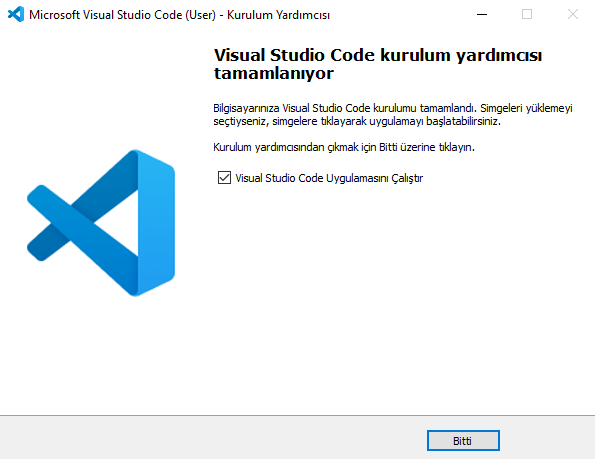 Microsoft Visual Studio Code (User) - Kurulum Yardımcısı
Visual Studio Code kurulum yardımcısı
tamamlanıyor
Bilgisayarınıza Visual Studio Code kurulumu tamamlandı. Simgeleri yüklemeyi
seçtiyseniz, simgelere tıklayarak uygulamayı başlatabilirsiniz.
Kurulum yardımcısından çıkmak için Bitti üzerine tıklayın.
Visual Studio Code Uygulamasını Çalıştır
Bitti